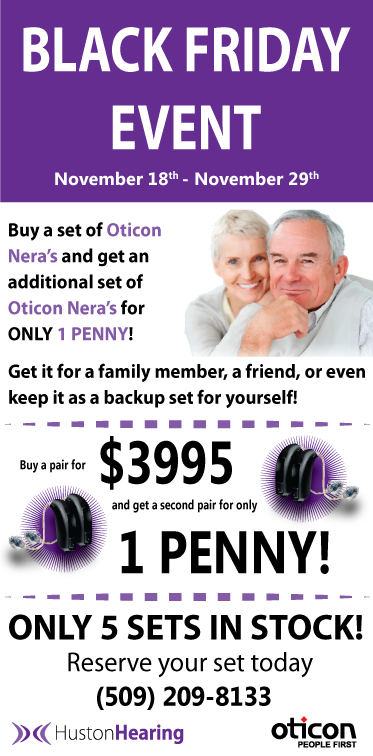 BLACK FRIDAY
EVENT
November 18th - November 29th
Buy a set of Oticon
Nera's and get an
additional set of
Oticon Nera's for
ONLY 1 PENNY!
Get it for a family member, a friend, or even
keep it as a backup set for yourself!
Buy a pair for $3995
and get a second pair for only
1 PENNY!
ONLY 5 SETS IN STOCK!
Reserve your set today
(509) 209-8133
HustonHearing
oticon
PEOPLE FIRST